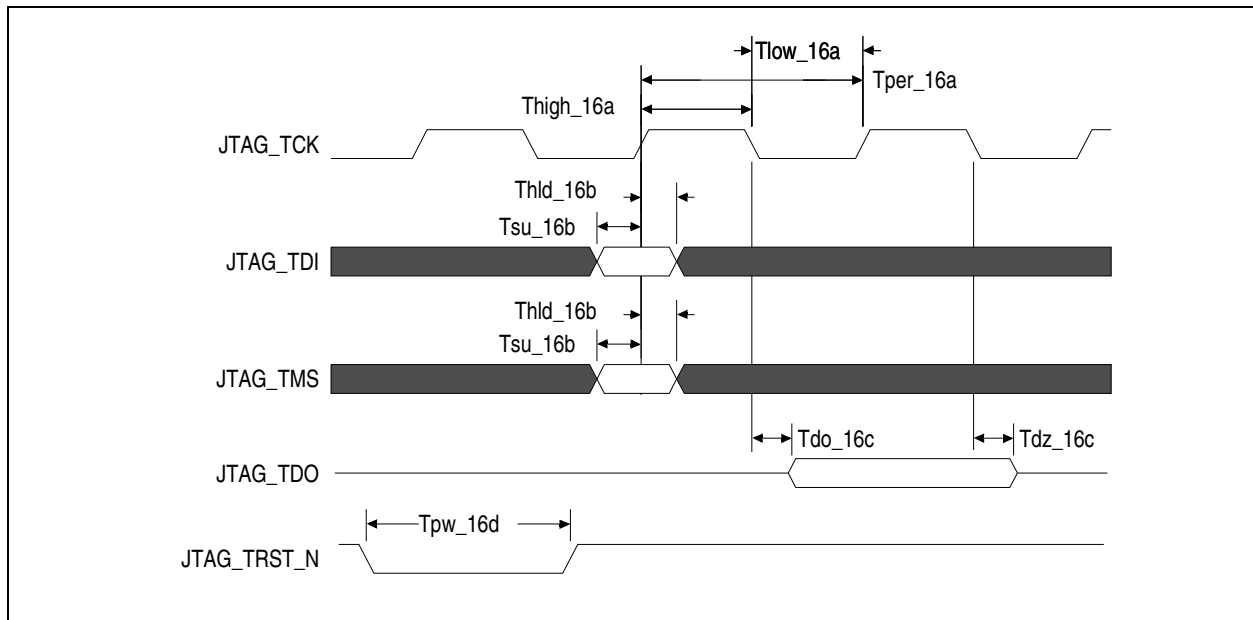 Tlow_16a
Tper_16a
Thigh_16a
JTAG_TCK
Thld_16b
Tsu_16b
JTAG_TDI
Thld_16b
Tsu_16b
JTAG_TMS
Tdo_16c
Tdz_16c
JTAG_TDO
Tpw_16d
JTAG_TRST_N